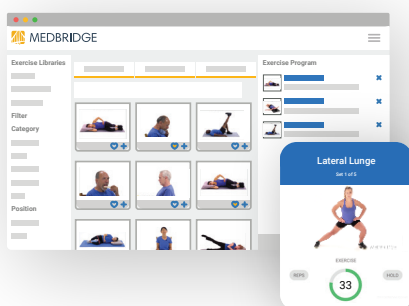 MEDBRIDGE
Exercise Libraries
Filter
Category
Position
Exercise Program
Lateral Lunge
Set 1 of 5
EXERCISE
REPS
33
HOLD